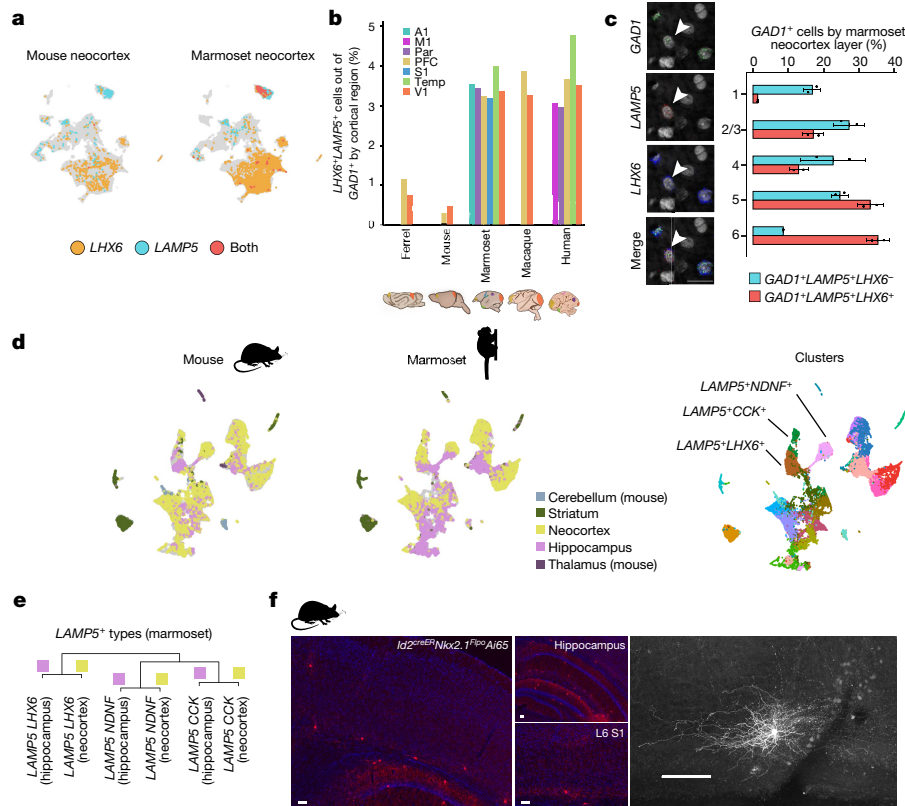 a
Mouse neocortex
Marmoset neocortex
LHX6
LAMP5
Both
b
LHX6+LAMP5+ cells out of
GAD1+ by cortical region (%)
5
4
3
2
1
0
A1
M1
Par
PFC
S1
Temp
V1
Ferret
Mouse
Marmoset
Macaque
Human
c
GAD1
LAMP5
LHX6
Merge
GAD1+ cells by marmoset
neocortex layer (%)
0 10 20 30 40
1
2/3
4
5
6
GAD1+LAMP5+LHX6−
GAD1+LAMP5+LHX6+
d
Mouse
Marmoset
Cerebellum (mouse)
Striatum
Neocortex
Hippocampus
Thalamus (mouse)
Clusters
LAMP5+NDNF+
LAMP5+CCK+
LAMP5+LHX6+
e
LAMP5+ types (marmoset)
LAMP5 LHX6
(hippocampus)
LAMP5 LHX6
(neocortex)
LAMP5 NDNF
(hippocampus)
LAMP5 NDNF
(neocortex)
LAMP5 CCK
(hippocampus)
LAMP5 CCK
(neocortex)
f
Id2creERNkx2.1FlpoAi65
Hippocampus
L6 S1